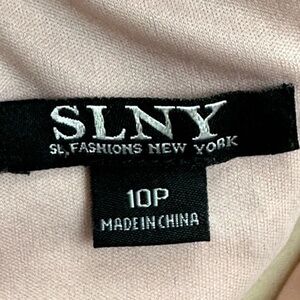 SLNY
SL FASHIONS NEW YORK
10P
MADE IN CHINA